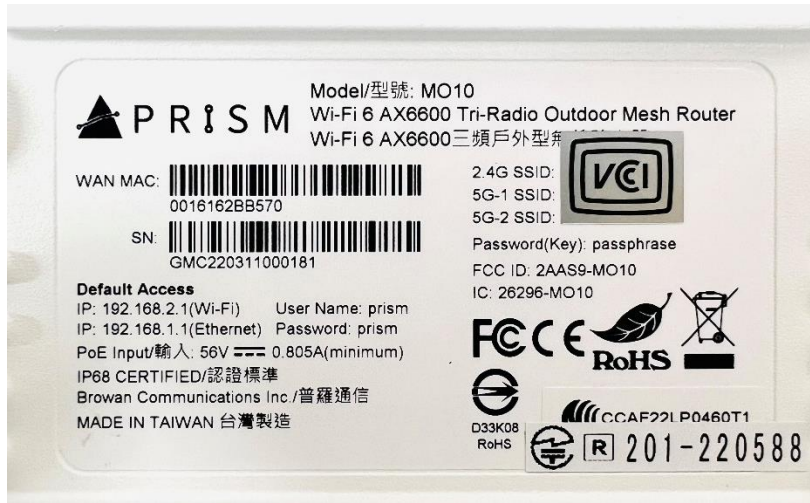 PRISM
Model/型號: MO10
Wi-Fi 6 AX6600 Tri-Radio Outdoor Mesh Router
Wi-Fi 6 AX6600三頻戶外型無
WAN MAC:
0016162BB570
SN:
GMC220311000181
Default Access
IP: 192.168.2.1(Wi-Fi) User Name: prism
IP: 192.168.1.1(Ethernet) Password: prism
PoE Input/輸入: 56V 0.805A(minimum)
IP68 CERTIFIED/認證標準
Browan Communications Inc./普羅通信
MADE IN TAIWAN 台灣製造
2.4G SSID:
5G-1 SSID:
5G-2 SSID:
VCCI
Password(Key): passphrase
FCC ID: 2AAS9-MO10
IC: 26296-MO10
FC CE
RoHS
D33K08
RoHS
CCAF22LP0460T1
R 201-220588